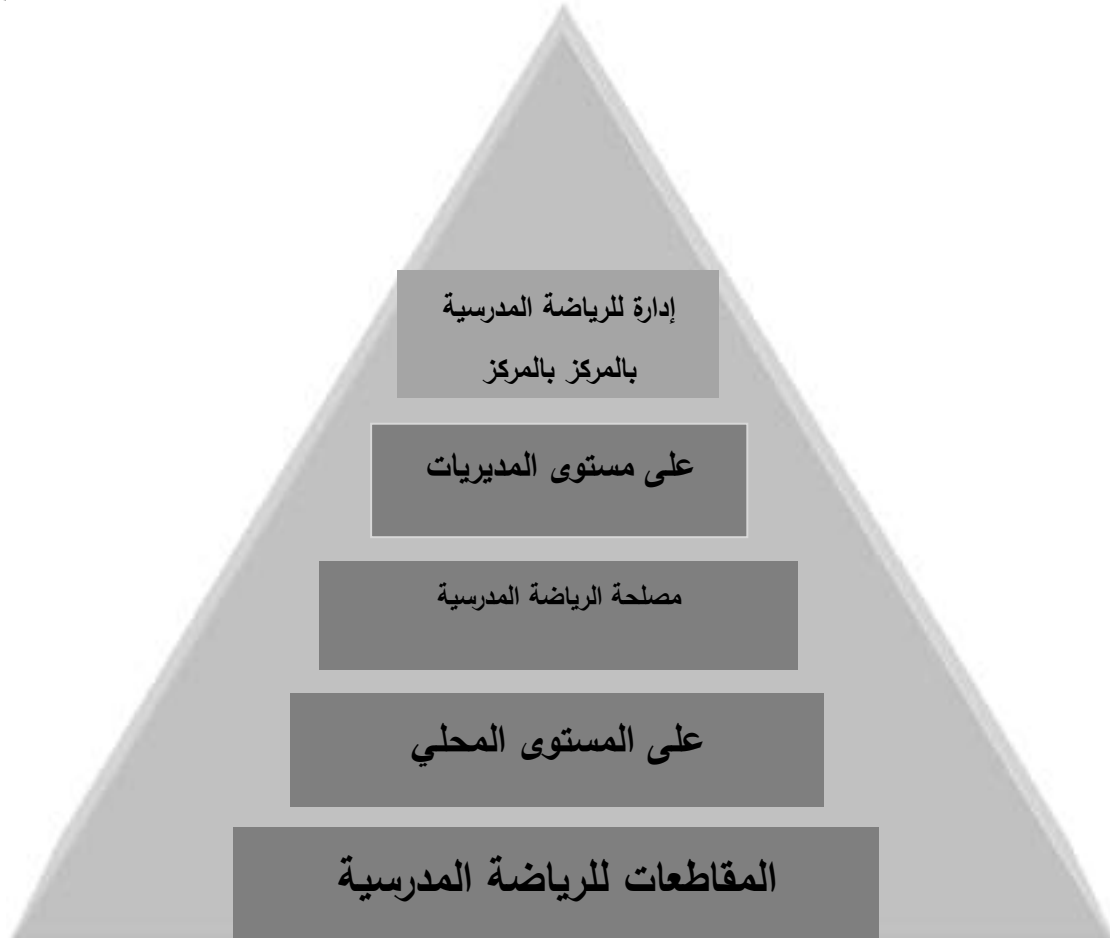 إدارة للرياضة المدرسية
بالمركز بالمركز
على مستوى المديريات
مصلحة الرياضة المدرسية
على المستوى المحلي
المقاطعات للرياضة المدرسية